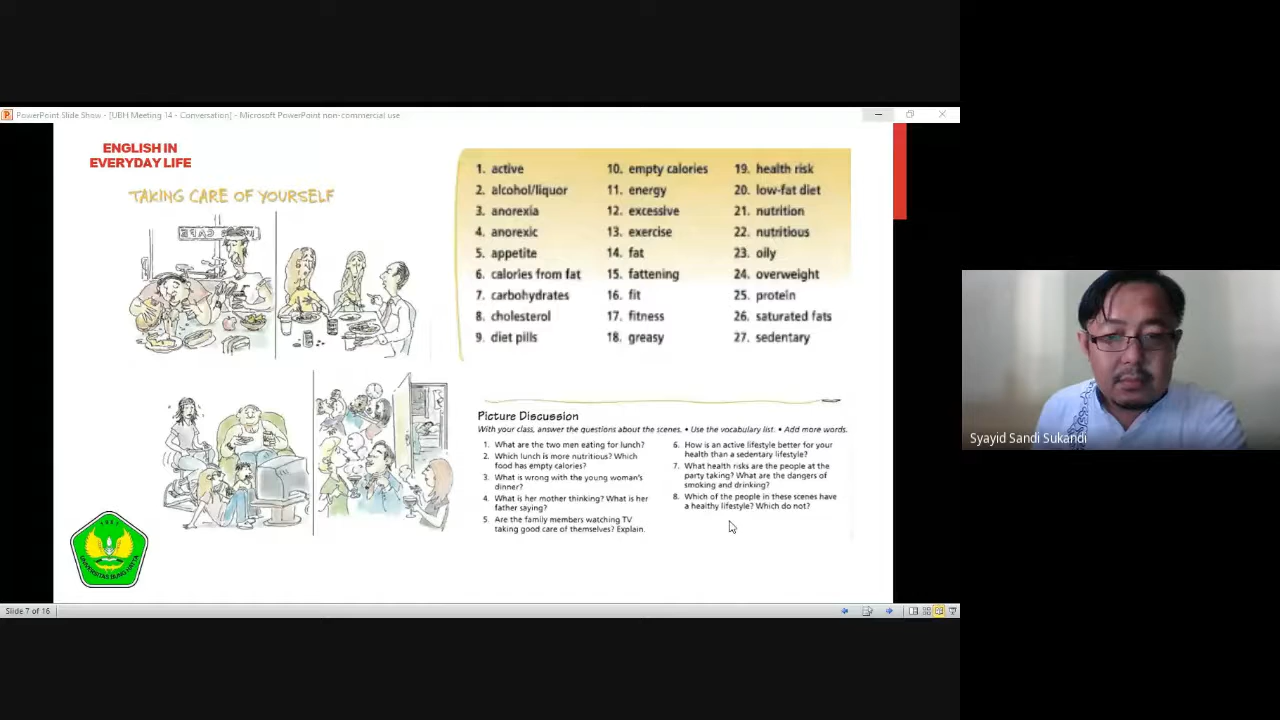 PowerPoint Slide Show - [UBH Meeting 14 - Conversation] - Microsoft PowerPoint non-commercial use
ENGLISH IN
EVERYDAY LIFE
TAKING CARE OF YOURSELF
1. active
2. alcohol/liquor
3. anorexia
4. anorexic
5. appetite
6. calories from fat
7. carbohydrates
8. cholesterol
9. diet pills
10. empty calories
11. energy
12. excessive
13. exercise
14. fat
15. fattening
16. fit
17. fitness
18. greasy
19. health risk
20. low-fat diet
21. nutrition
22. nutritious
23. oily
24. overweight
25. protein
26. saturated fats
27. sedentary
Picture Discussion
With your class, answer the questions about the scenes. • Use the vocabulary list. • Add more words.
1. What are the two men eating for lunch?
2. Which lunch is more nutritious? Which
food has empty calories?
3. What is wrong with the young woman's
dinner?
4. What is her mother thinking? What is her
father saying?
5. Are the family members watching TV
taking good care of themselves? Explain.
6. How is an active lifestyle better for your
health than a sedentary lifestyle?
7. What health risks are the people at the
party taking? What are the dangers of
smoking and drinking?
8. Which of the people in these scenes have
a healthy lifestyle? Which do not?
1981
UNIVERSITAS BUNG HATTA
Slide 7 of 16
Syayid Sandi Sukandi